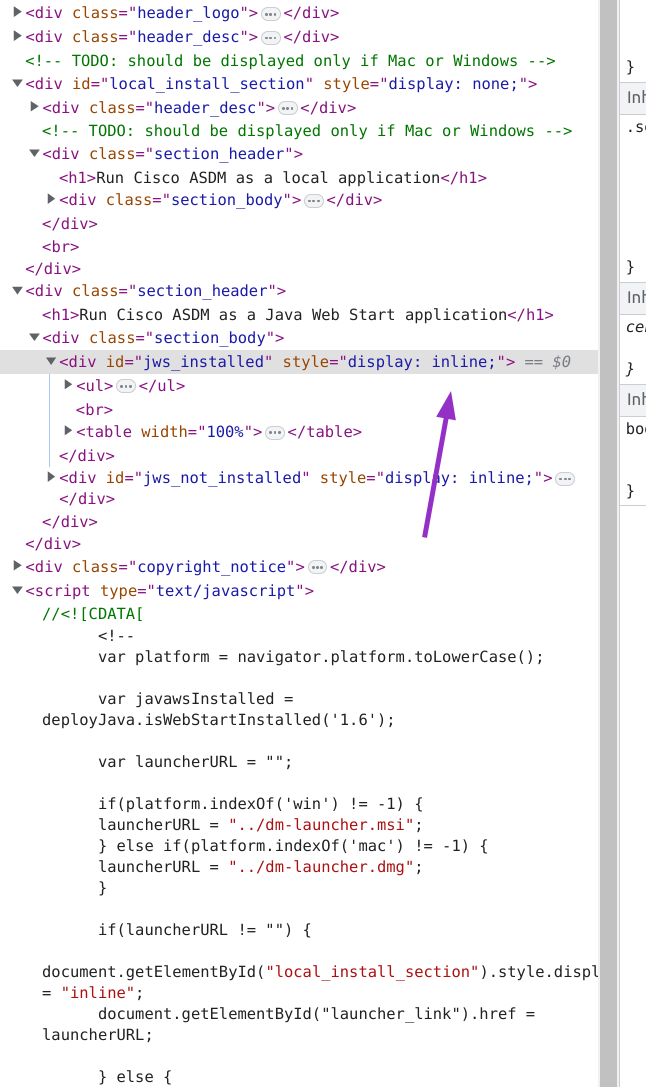 <div class="header_logo">…</div>
<div class="header_desc">…</div>
<!-- TODO: should be displayed only if Mac or Windows -->
<div id="local_install_section" style="display: none;">
<div class="header_desc">…</div>
<!-- TODO: should be displayed only if Mac or Windows -->
<div class="section_header">
<h1>Run Cisco ASDM as a local application</h1>
<div class="section_body">…</div>
</div>
<br>
</div>
<div class="section_header">
<h1>Run Cisco ASDM as a Java Web Start application</h1>
<div class="section_body">
<div id="jws_installed" style="display: inline;"> == $0
<ul>…</ul>
<br>
<table width="100%">…</table>
</div>
<div id="jws_not_installed" style="display: inline;">…
</div>
</div>
</div>
<div class="copyright_notice">…</div>
<script type="text/javascript">
//<![CDATA[
<!--
var platform = navigator.platform.toLowerCase();
var javawsInstalled =
deployJava.isWebStartInstalled('1.6');
var launcherURL = "";
if(platform.indexOf('win') != -1) {
launcherURL = "../dm-launcher.msi";
} else if(platform.indexOf('mac') != -1) {
launcherURL = "../dm-launcher.dmg";
}
if(launcherURL != "") {
document.getElementById("local_install_section").style.displ
= "inline";
document.getElementById("launcher_link").href =
launcherURL;
} else {
}
Inh
.se
}
Inh
cen
}
Inh
bod
}